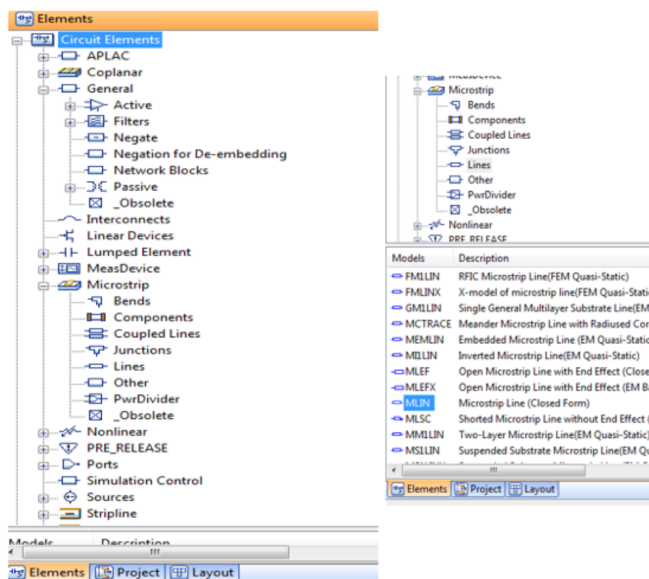 Elements
Circuit Elements
APLAC
Coplanar
General
Active
Filters
Negate
Negation for De-embedding
Network Blocks
Passive
_Obsolete
Interconnects
Linear Devices
Lumped Element
MeasDevice
Microstrip
Bends
Components
Coupled Lines
Junctions
Lines
Other
PwrDivider
_Obsolete
Nonlinear
PRE_RELEASE
Ports
Simulation Control
Sources
Stripline
Models Description
Elements Project Layout
MeasDevice
Microstrip
Bends
Components
Coupled Lines
Junctions
Lines
Other
PwrDivider
_Obsolete
Nonlinear
PRE_RELEASE
Models Description
FM1LIN RFIC Microstrip Line(FEM Quasi-Static)
FMLINX X-model of microstrip line(FEM Quasi-Stati
GM1LIN Single General Multilayer Substrate Line(EM
MCTRACE Meander Microstrip Line with Radiused Cor
MEMLIN Embedded Microstrip Line (EM Quasi-Static
MI1LIN Inverted Microstrip Line(EM Quasi-Static)
MLEF Open Microstrip Line with End Effect (Close
MLEFX Open Microstrip Line with End Effect (EM B
MLIN Microstrip Line (Closed Form)
MLSC Shorted Microstrip Line without End Effect (
MM1LIN Two-Layer Microstrip Line(EM Quasi-Static)
MS1LIN Suspended Substrate Microstrip Line(EM Qu
Elements Project Layout